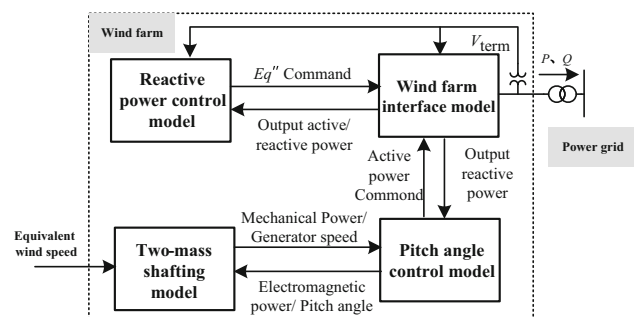 Wind farm
V term
P、Q
Reactive
power control
model
Eq'' Command
Output active/
reactive power
Wind farm
interface model
Power grid
Active
power
Commond
Output
reactive
power
Equivalent
wind speed
Two-mass
shafting
model
Mechanical Power/
Generator speed
Electromagnetic
power/ Pitch angle
Pitch angle
control model